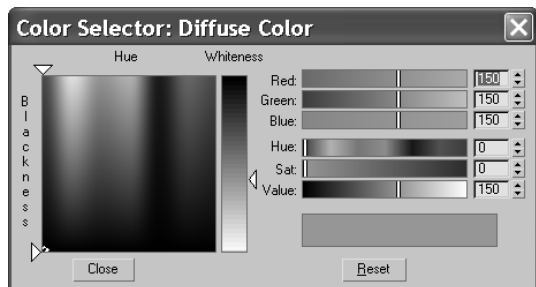 Color Selector: Diffuse Color
Hue Whiteness
Blackness
Red: 150
Green: 150
Blue: 150
Hue: 0
Sat: 0
Value: 150
Close Reset